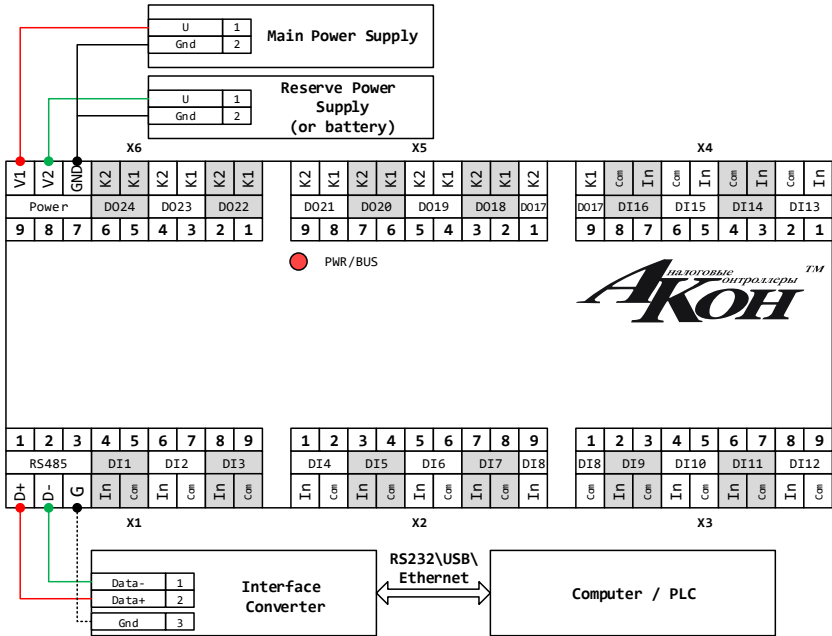 U 1
Gnd 2
Main Power Supply
U 1
Gnd 2
Reserve Power
Supply
(or battery)
X6 X5 X4
V1 V2 GND K2 K1 K2 K1 K2 K1 K2 K1 K2 K1 K2 K1 K2 K1 K2 K1 Com In Com In Com In Com In
Power DO24 DO23 DO22 DO21 DO20 DO19 DO18 DO17 DO17 DI16 DI15 DI14 DI13
9 8 7 6 5 4 3 2 1 9 8 7 6 5 4 3 2 1 9 8 7 6 5 4 3 2 1
PWR/BUS
АКОН
налоговые
онтроллеры
TM
1 2 3 4 5 6 7 8 9 1 2 3 4 5 6 7 8 9 1 2 3 4 5 6 7 8 9
RS485 DI1 DI2 DI3 DI4 DI5 DI6 DI7 DI8 DI8 DI9 DI10 DI11 DI12
D+ D- G In Com In Com In Com In Com In Com In Com In Com In Com In Com In Com In Com In Com
X1 X2 X3
Data- 1
Data+ 2
Gnd 3
Interface
Converter
RS232\USB\
Ethernet
Computer / PLC